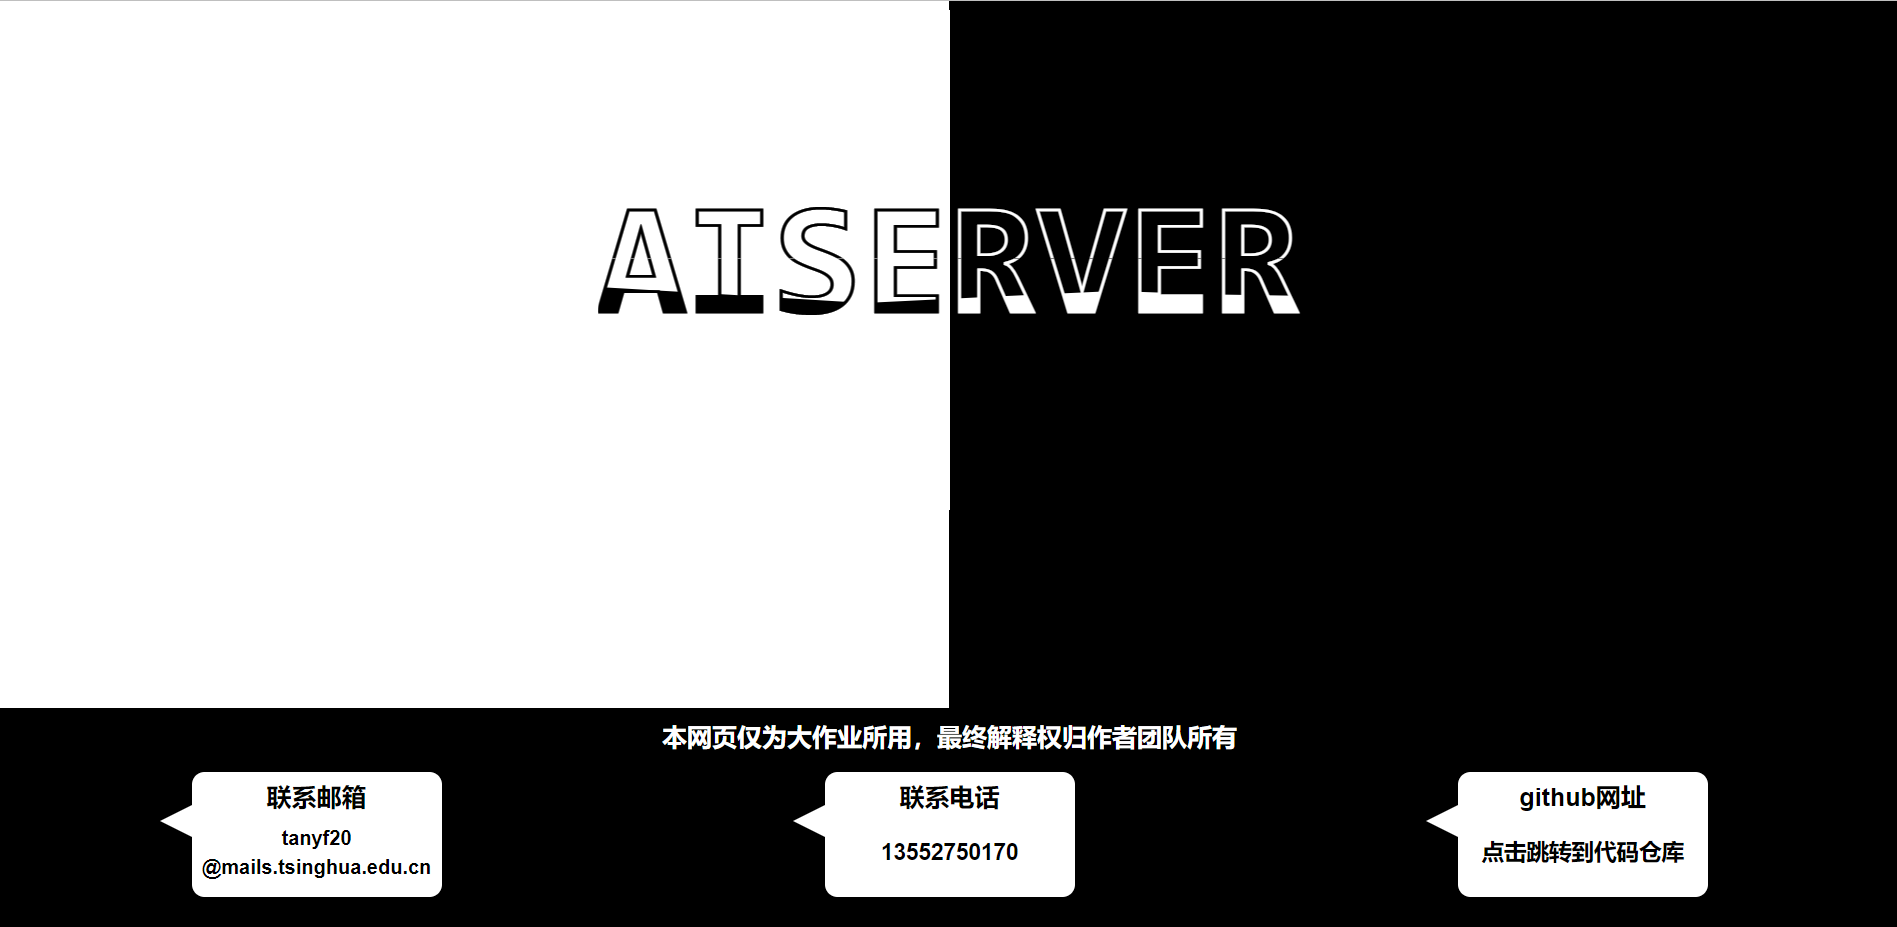 AISERVER
本网页仅为大作业所用，最终解释权归作者团队所有
联系邮箱
tanyf20
@mails.tsinghua.edu.cn
联系电话
13552750170
github网址
点击跳转到代码仓库